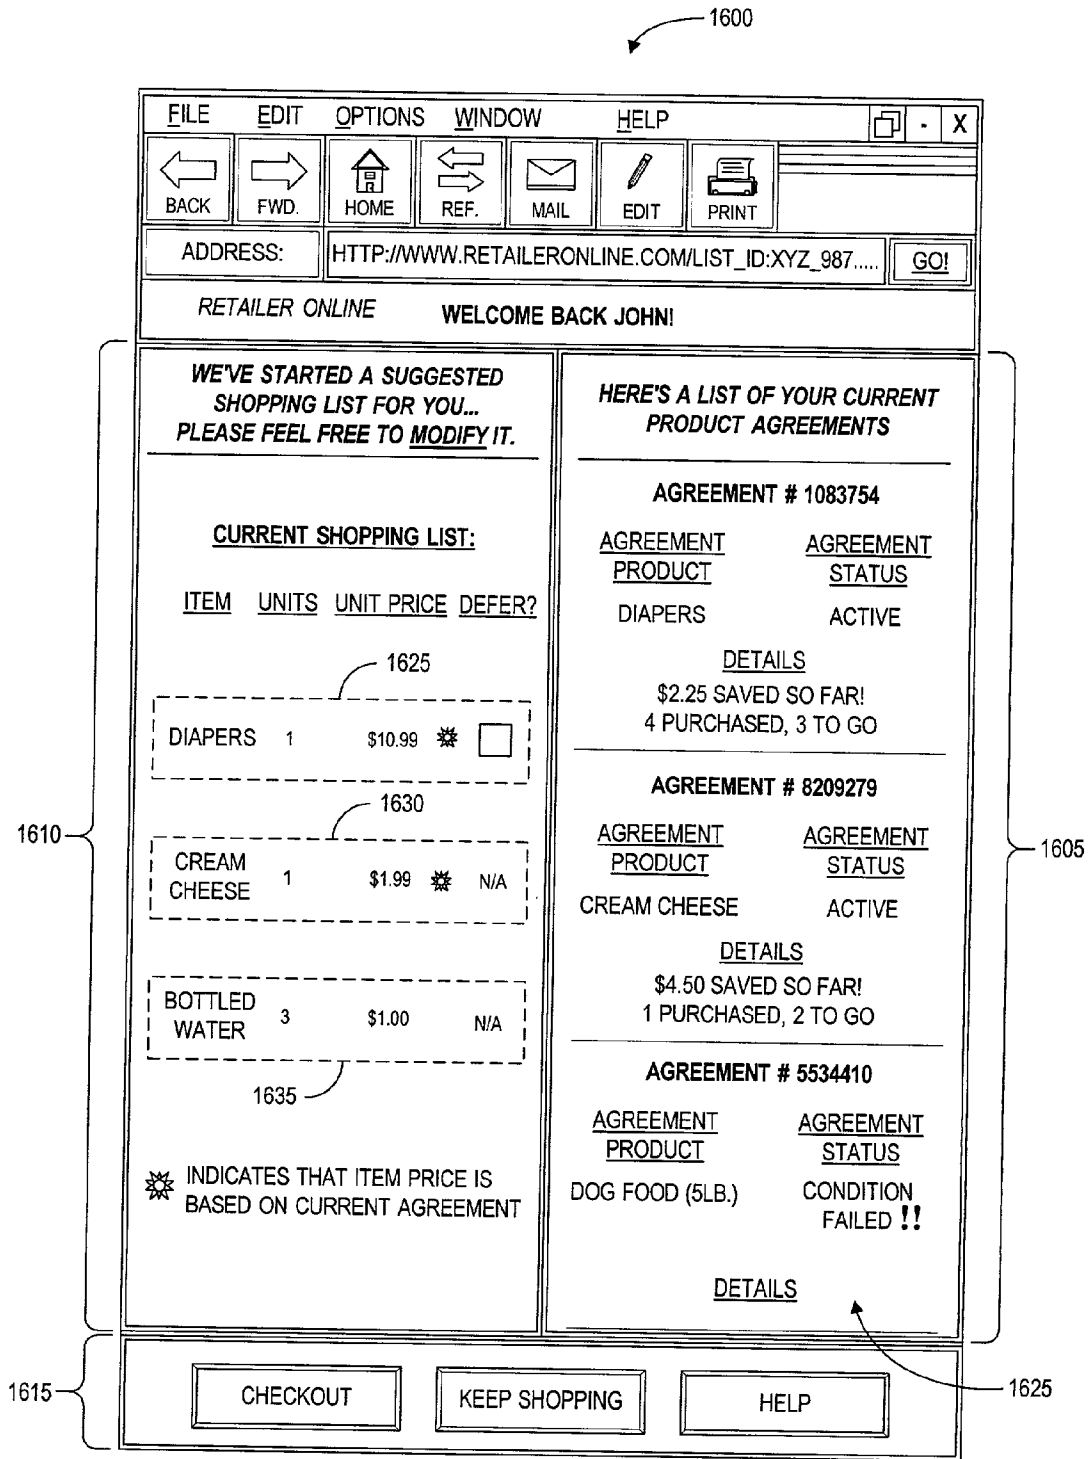 1600
FILE EDIT OPTIONS WINDOW HELP - X
BACK FWD. HOME REF. MAIL EDIT PRINT
ADDRESS: HTTP://WWW.RETAILERONLINE.COM/LIST_ID:XYZ_987..... GO!
RETAILER ONLINE WELCOME BACK JOHN!
WE'VE STARTED A SUGGESTED
SHOPPING LIST FOR YOU...
PLEASE FEEL FREE TO MODIFY IT.
CURRENT SHOPPING LIST:
ITEM UNITS UNIT PRICE DEFER?
1625
DIAPERS 1 $10.99
1630
CREAM
CHEESE 1 $1.99 N/A
BOTTLED
WATER 3 $1.00 N/A
1635
INDICATES THAT ITEM PRICE IS
BASED ON CURRENT AGREEMENT
1610
HERE'S A LIST OF YOUR CURRENT
PRODUCT AGREEMENTS
AGREEMENT # 1083754
AGREEMENT AGREEMENT
PRODUCT STATUS
DIAPERS ACTIVE
DETAILS
$2.25 SAVED SO FAR!
4 PURCHASED, 3 TO GO
AGREEMENT # 8209279
AGREEMENT AGREEMENT
PRODUCT STATUS
CREAM CHEESE ACTIVE
DETAILS
$4.50 SAVED SO FAR!
1 PURCHASED, 2 TO GO
AGREEMENT # 5534410
AGREEMENT AGREEMENT
PRODUCT STATUS
DOG FOOD (5LB.) CONDITION
FAILED !!
DETAILS
1605
1625
1615
CHECKOUT KEEP SHOPPING HELP